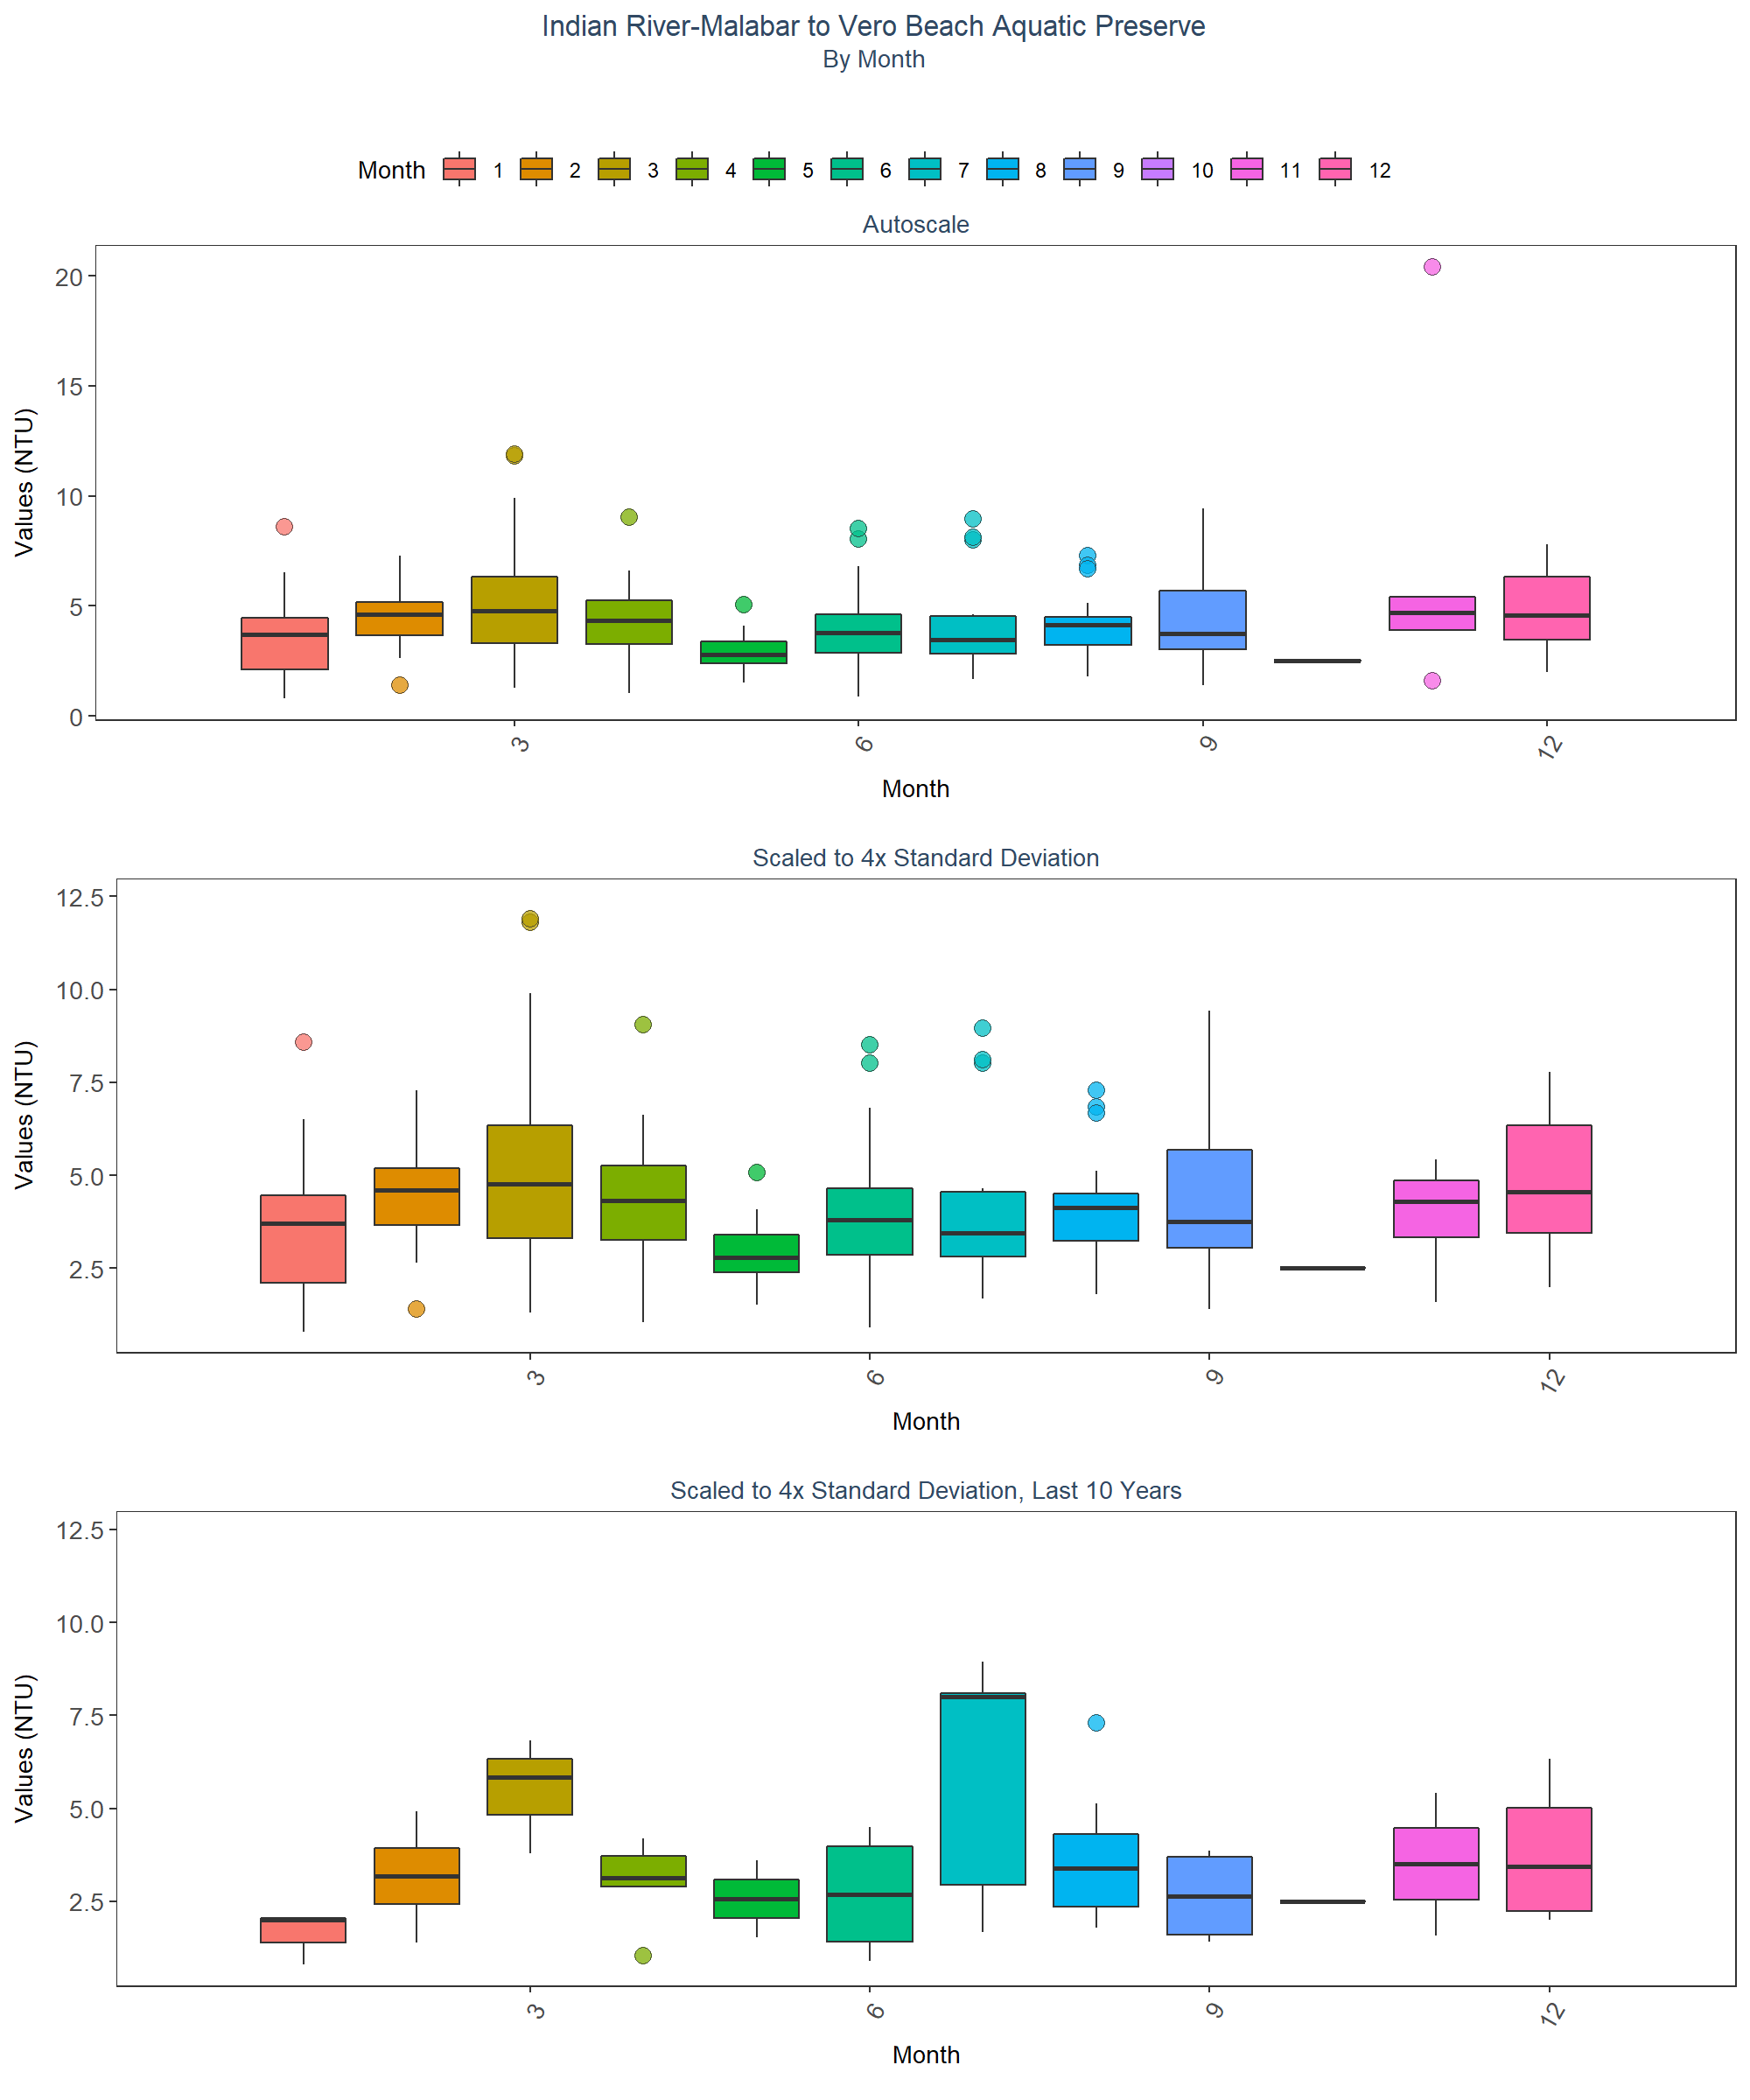 Indian River-Malabar to Vero Beach Aquatic Preserve
By Month
Month 1 2 3 4 5 6 7 8 9 10 11 12
Autoscale
Values (NTU)
20
15
10
5
0
3 6 9 12
Month
Scaled to 4x Standard Deviation
Values (NTU)
12.5
10.0
7.5
5.0
2.5
3 6 9 12
Month
Scaled to 4x Standard Deviation, Last 10 Years
Values (NTU)
12.5
10.0
7.5
5.0
2.5
3 6 9 12
Month